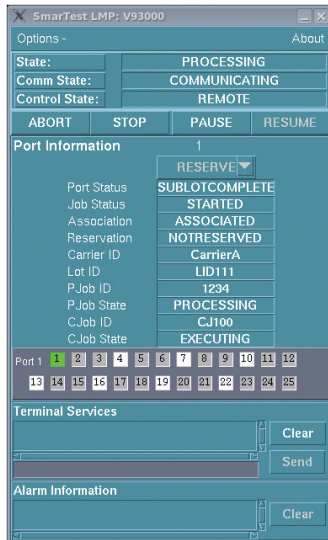 SmarTest LMP: V93000
Options - About
State: PROCESSING
Comm State: COMMUNICATING
Control State: REMOTE
ABORT STOP PAUSE RESUME
Port Information 1
RESERVE
Port Status SUBLOTCOMPLETE
Job Status STARTED
Association ASSOCIATED
Reservation NOTRESERVED
Carrier ID CarrierA
Lot ID LID111
PJob ID 1234
PJob State PROCESSING
CJob ID CJ100
CJob State EXECUTING
Port 1 1 2 3 4 5 6 7 8 9 10 11 12
13 14 15 16 17 18 19 20 21 22 23 24 25
Terminal Services
Clear
Send
Alarm Information
Clear